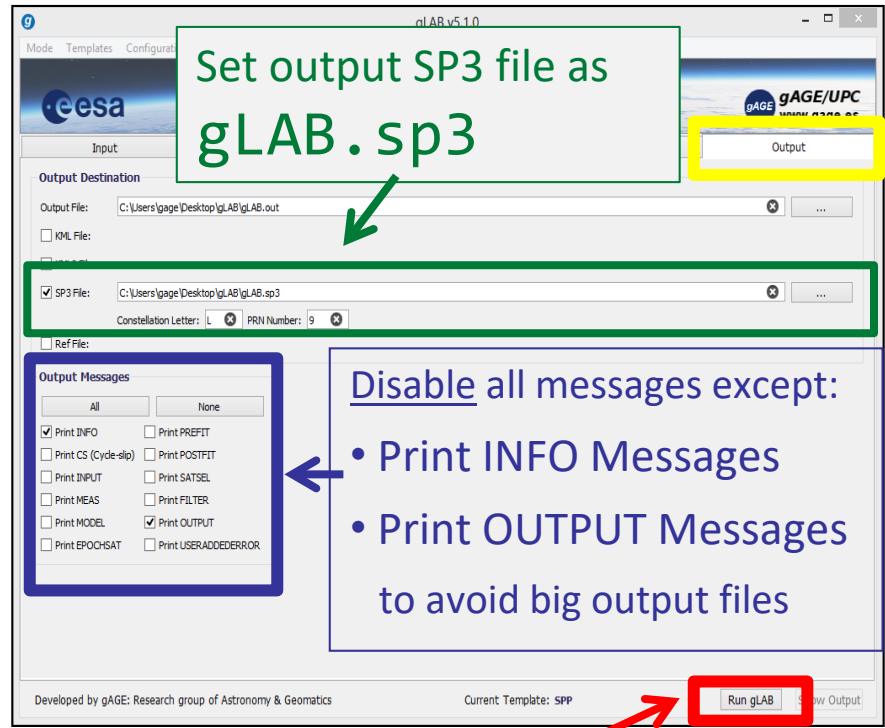 gLAB v5.1.0
Mode Templates
Set output SP3 file as
gLAB.sp3
esa
gAGE
gAGE/UPC
Input
Output
Output Destination
Output File: C:\Users\gage\Desktop\gLAB\gLAB.out ...
KML File:
SP3 File: C:\Users\gage\Desktop\gLAB\gLAB.sp3 ...
Constellation Letter: L PRN Number: 9
Ref File:
Output Messages
All None
Print INFO Print PREFIT
Print CS (Cycle-slip) Print POSTFIT
Print INPUT Print SATSEL
Print MEAS Print FILTER
Print MODEL Print OUTPUT
Print EPOCHSAT Print USERADDEDERROR
Disable all messages except:
• Print INFO Messages
• Print OUTPUT Messages
to avoid big output files
Developed by gAGE: Research group of Astronomy & Geomatics Current Template: SPP Run gLAB Output